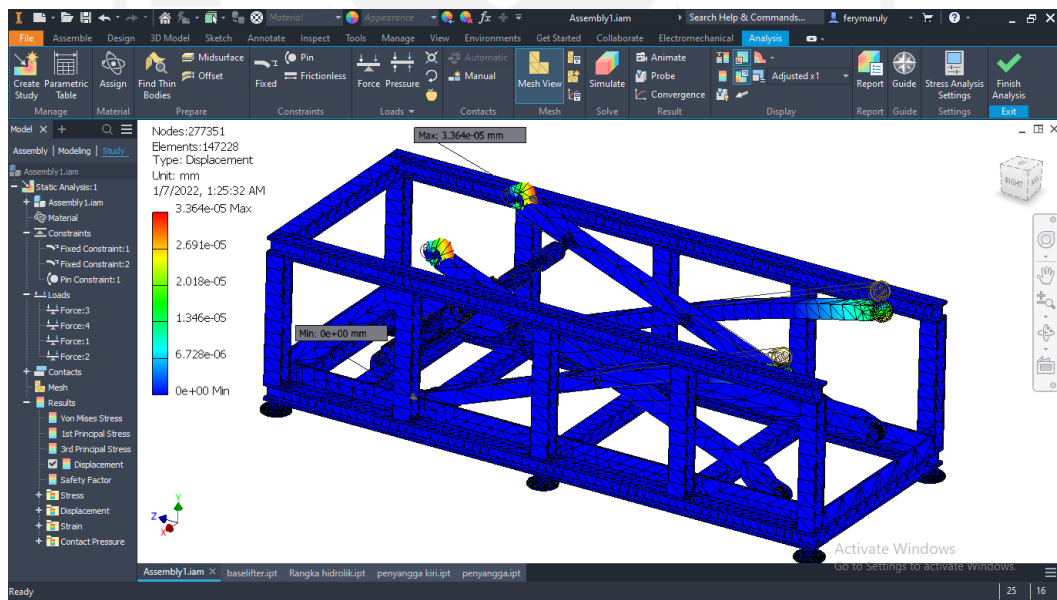 Material
Appearance
fx
Assembly1.iam
Search Help & Commands...
ferymaruly
File Assemble Design 3D Model Sketch Annotate Inspect Tools Manage View Environments Get Started Collaborate Electromechanical Analysis
Create Study
Parametric Table
Manage
Assign
Material
Find Thin Bodies
Midsurface
Offset
Prepare
Fixed
Pin
Frictionless
Constraints
Force
Pressure
Loads
Automatic
Manual
Contacts
Mesh View
Mesh
Simulate
Solve
Animate
Probe
Convergence
Result
Adjusted x1
Display
Report
Report
Guide
Guide
Stress Analysis Settings
Settings
Finish Analysis
Exit
Model
Assembly | Modeling | Study
Assembly1.iam
Static Analysis:1
Assembly1.iam
Material
Constraints
Fixed Constraint:1
Fixed Constraint:2
Pin Constraint:1
Loads
Force:3
Force:4
Force:1
Force:2
Contacts
Mesh
Results
Von Mises Stress
1st Principal Stress
3rd Principal Stress
Displacement
Safety Factor
Stress
Displacement
Strain
Contact Pressure
Nodes:277351
Elements:147228
Type: Displacement
Unit: mm
1/7/2022, 1:25:32 AM
3.364e-05 Max
2.691e-05
2.018e-05
1.346e-05
6.728e-06
0e+00 Min
Max: 3.364e-05 mm
Min: 0e+00 mm
RIGHT
Y
Z
X
Activate Windows
Go to Settings to activate Windows.
Assembly1.iam baselifter.ipt Rangka hidrolik.ipt penyangga kiri.ipt penyangga.ipt
Ready
25 16